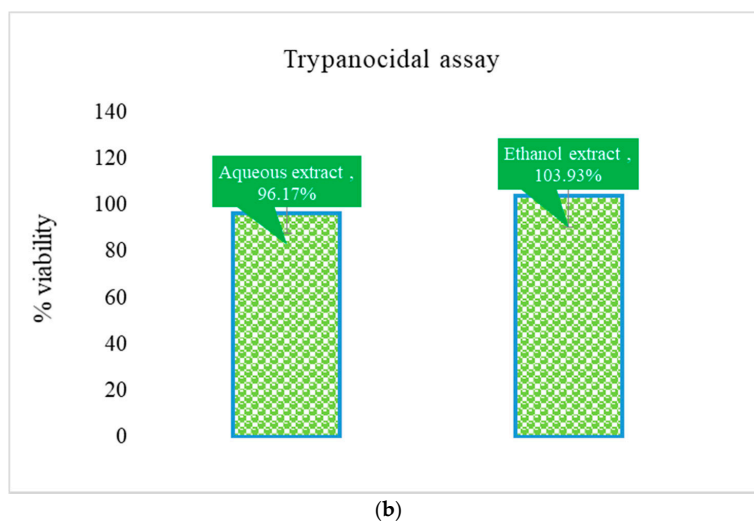 Trypanocidal assay
140
120
100
80
60
40
20
0
% viability
Aqueous extract ,
96.17%
Ethanol extract ,
103.93%
(b)